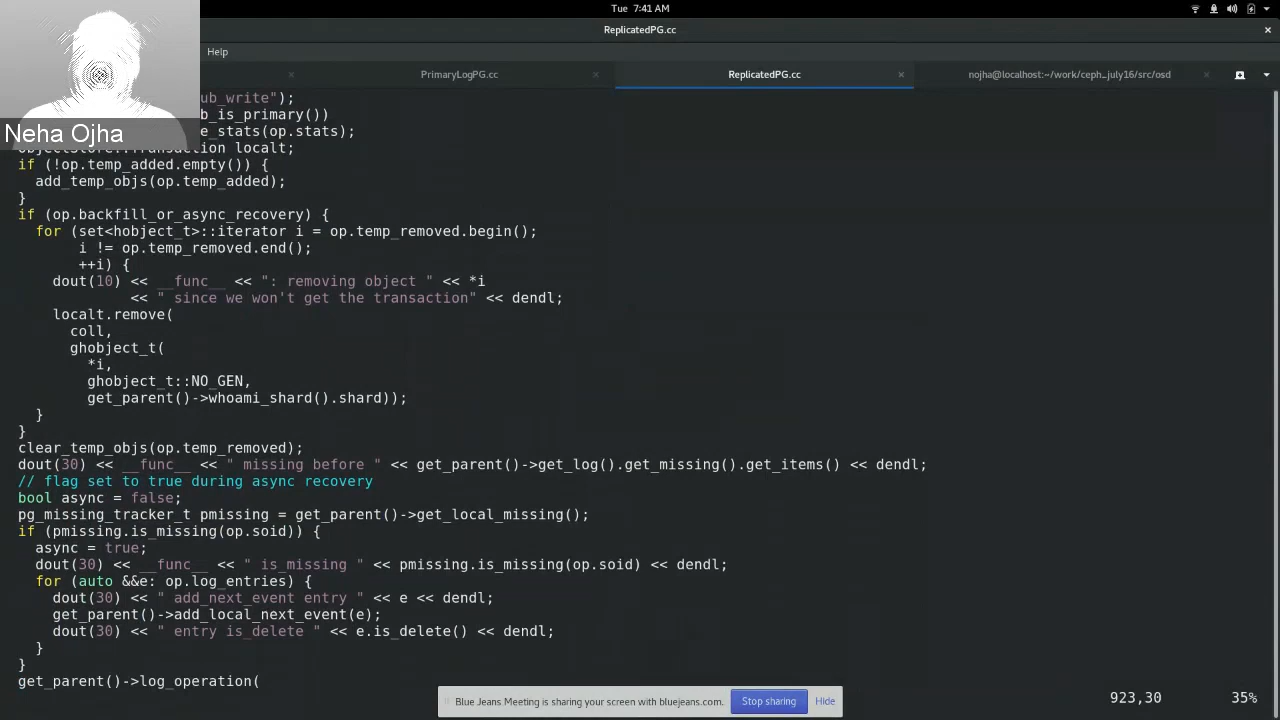 Tue 7:41 AM
ReplicatedPG.cc
Help
PrimaryLogPG.cc
ReplicatedPG.cc
nojha@localhost:~/work/ceph_july16/src/osd
Neha Ojha
ub_write");
b_is_primary())
e_stats(op.stats);
ObjectStore::Transaction localt;
if (!op.temp_added.empty()) {
add_temp_objs(op.temp_added);
}
if (op.backfill_or_async_recovery) {
for (set<hobject_t>::iterator i = op.temp_removed.begin();
i != op.temp_removed.end();
++i) {
dout(10) << __func__ << ": removing object " << *i
<< " since we won't get the transaction" << dendl;
localt.remove(
coll,
ghobject_t(
*i,
ghobject_t::NO_GEN,
get_parent()->whoami_shard().shard));
}
}
clear_temp_objs(op.temp_removed);
dout(30) << __func__ << " missing before " << get_parent()->get_log().get_missing().get_items() << dendl;
// flag set to true during async recovery
bool async = false;
pg_missing_tracker_t pmissing = get_parent()->get_local_missing();
if (pmissing.is_missing(op.soid)) {
async = true;
dout(30) << __func__ << " is_missing " << pmissing.is_missing(op.soid) << dendl;
for (auto &&e: op.log_entries) {
dout(30) << " add_next_event entry " << e << dendl;
get_parent()->add_local_next_event(e);
dout(30) << " entry is_delete " << e.is_delete() << dendl;
}
}
get_parent()->log_operation(
Blue Jeans Meeting is sharing your screen with bluejeans.com.
Stop sharing
Hide
923,30
35%